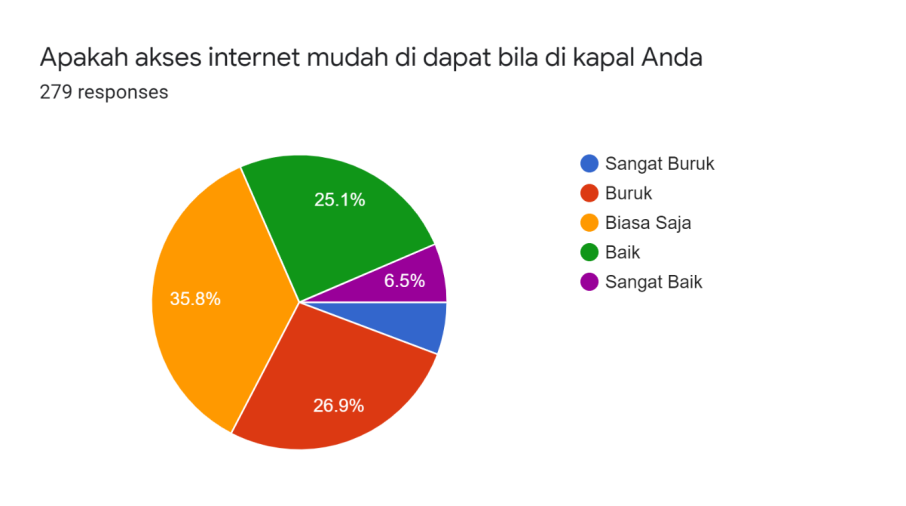 Apakah akses internet mudah di dapat bila di kapal Anda
279 responses
25.1%
6.5%
35.8%
26.9%
Sangat Buruk
Buruk
Biasa Saja
Baik
Sangat Baik